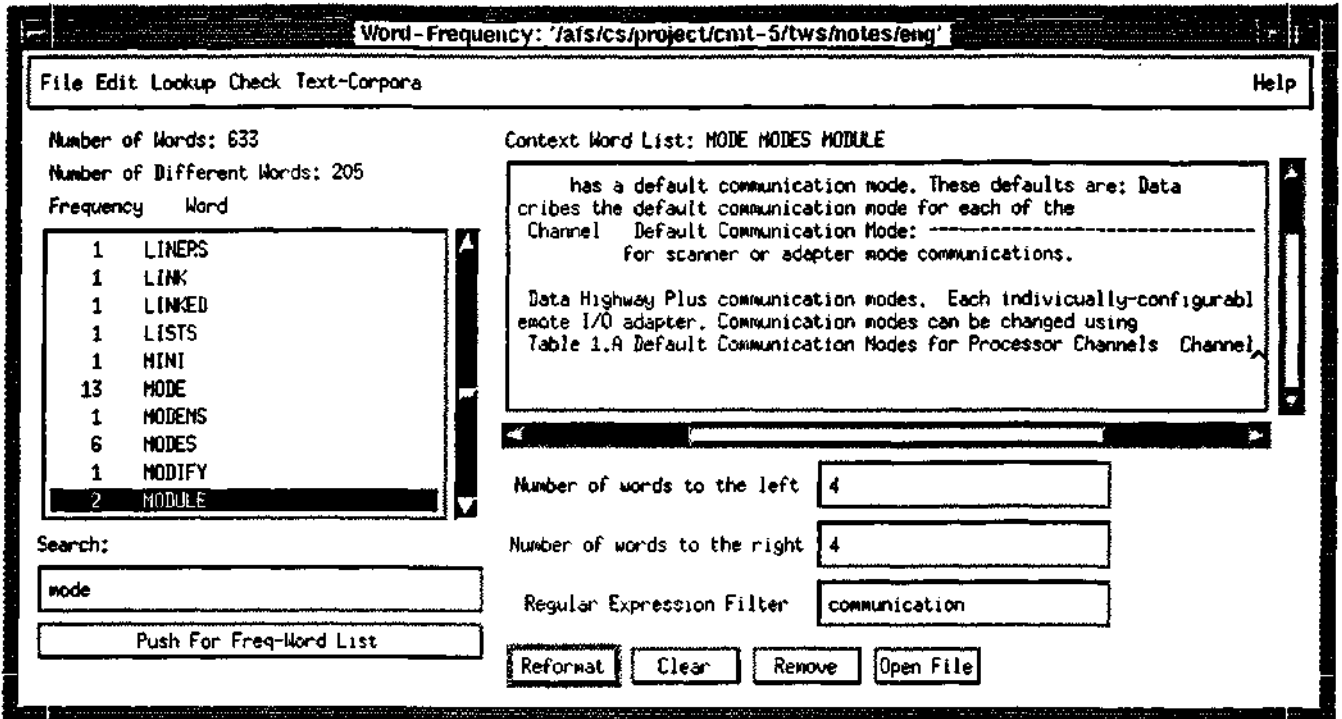 Word-Frequency: '/afs/cs/project/cmt-5/tws/notes/eng'
File Edit Lookup Check Text-Corpora Help
Number of Words: 633
Number of Different Words: 205
Frequency Word
1 LINERS
1 LINK
1 LINKED
1 LISTS
1 MINI
13 MODE
1 MODEMS
6 MODES
1 MODIFY
2 MODULE
Search:
mode
Push For Freq-Word List
Context Word List: MODE MODES MODULE
has a default communication mode. These defaults are: Data
cribes the default communication mode for each of the
Channel Default Communication Mode: --------------------------------
for scanner or adapter mode communications.
Data Highway Plus communication modes. Each indivicually-configurabl
emote I/O adapter. Communication modes can be changed using
Table 1.A Default Communication Modes for Processor Channels Channel
Number of words to the left 4
Number of words to the right 4
Regular Expression Filter communication
Reformat Clear Remove Open File